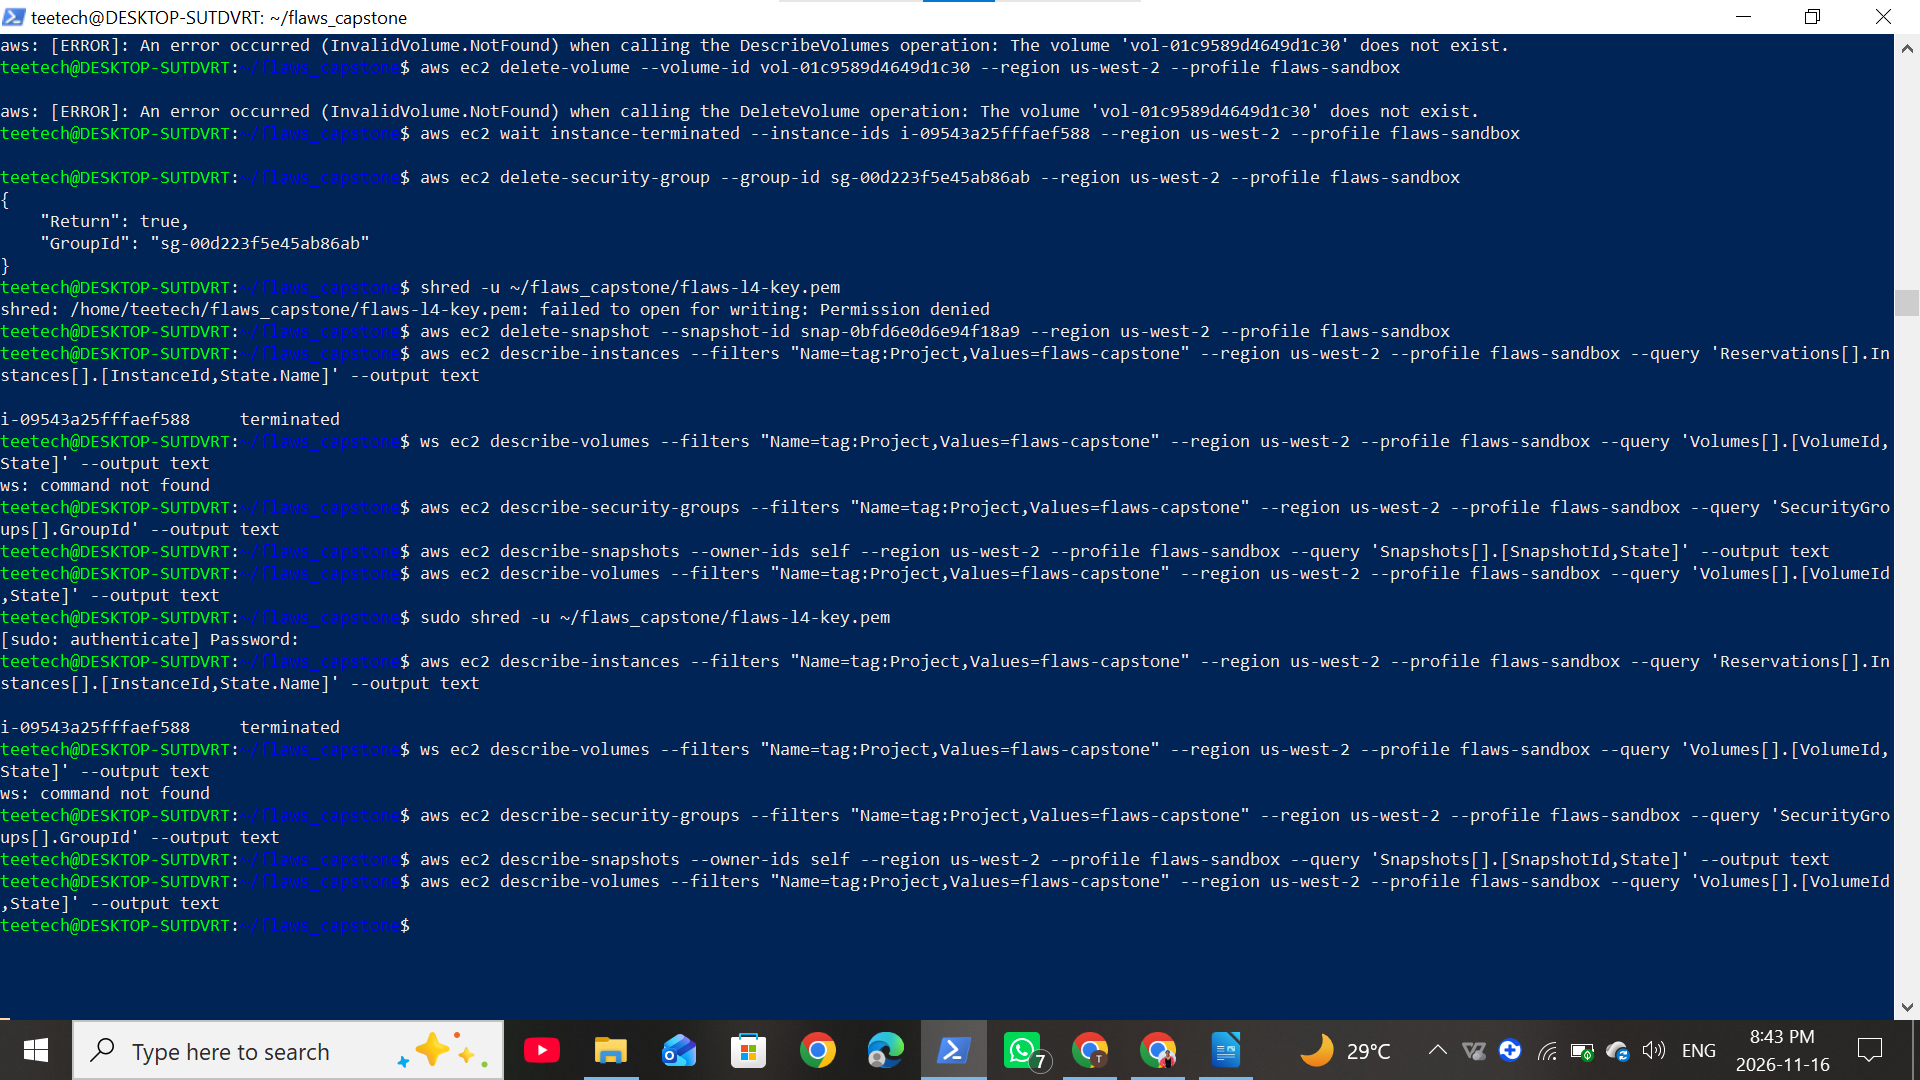 teetech@DESKTOP-SUTDVRT: ~/flaws_capstone
aws: [ERROR]: An error occurred (InvalidVolume.NotFound) when calling the DescribeVolumes operation: The volume 'vol-01c9589d4649d1c30' does not exist.
teetech@DESKTOP-SUTDVRT:~/flaws_capstone$ aws ec2 delete-volume --volume-id vol-01c9589d4649d1c30 --region us-west-2 --profile flaws-sandbox
aws: [ERROR]: An error occurred (InvalidVolume.NotFound) when calling the DeleteVolume operation: The volume 'vol-01c9589d4649d1c30' does not exist.
teetech@DESKTOP-SUTDVRT:~/flaws_capstone$ aws ec2 wait instance-terminated --instance-ids i-09543a25fffaef588 --region us-west-2 --profile flaws-sandbox
teetech@DESKTOP-SUTDVRT:~/flaws_capstone$ aws ec2 delete-security-group --group-id sg-00d223f5e45ab86ab --region us-west-2 --profile flaws-sandbox
{
    "Return": true,
    "GroupId": "sg-00d223f5e45ab86ab"
}
teetech@DESKTOP-SUTDVRT:~/flaws_capstone$ shred -u ~/flaws_capstone/flaws-l4-key.pem
shred: /home/teetech/flaws_capstone/flaws-l4-key.pem: failed to open for writing: Permission denied
teetech@DESKTOP-SUTDVRT:~/flaws_capstone$ aws ec2 delete-snapshot --snapshot-id snap-0bfd6e0d6e94f18a9 --region us-west-2 --profile flaws-sandbox
teetech@DESKTOP-SUTDVRT:~/flaws_capstone$ aws ec2 describe-instances --filters "Name=tag:Project,Values=flaws-capstone" --region us-west-2 --profile flaws-sandbox --query 'Reservations[].In
stances[].[InstanceId,State.Name]' --output text
i-09543a25fffaef588     terminated
teetech@DESKTOP-SUTDVRT:~/flaws_capstone$ ws ec2 describe-volumes --filters "Name=tag:Project,Values=flaws-capstone" --region us-west-2 --profile flaws-sandbox --query 'Volumes[].[VolumeId,
State]' --output text
ws: command not found
teetech@DESKTOP-SUTDVRT:~/flaws_capstone$ aws ec2 describe-security-groups --filters "Name=tag:Project,Values=flaws-capstone" --region us-west-2 --profile flaws-sandbox --query 'SecurityGro
ups[].GroupId' --output text
teetech@DESKTOP-SUTDVRT:~/flaws_capstone$ aws ec2 describe-snapshots --owner-ids self --region us-west-2 --profile flaws-sandbox --query 'Snapshots[].[SnapshotId,State]' --output text
teetech@DESKTOP-SUTDVRT:~/flaws_capstone$ aws ec2 describe-volumes --filters "Name=tag:Project,Values=flaws-capstone" --region us-west-2 --profile flaws-sandbox --query 'Volumes[].[VolumeId
,State]' --output text
teetech@DESKTOP-SUTDVRT:~/flaws_capstone$ sudo shred -u ~/flaws_capstone/flaws-l4-key.pem
[sudo: authenticate] Password:
teetech@DESKTOP-SUTDVRT:~/flaws_capstone$ aws ec2 describe-instances --filters "Name=tag:Project,Values=flaws-capstone" --region us-west-2 --profile flaws-sandbox --query 'Reservations[].In
stances[].[InstanceId,State.Name]' --output text
i-09543a25fffaef588     terminated
teetech@DESKTOP-SUTDVRT:~/flaws_capstone$ ws ec2 describe-volumes --filters "Name=tag:Project,Values=flaws-capstone" --region us-west-2 --profile flaws-sandbox --query 'Volumes[].[VolumeId,
State]' --output text
ws: command not found
teetech@DESKTOP-SUTDVRT:~/flaws_capstone$ aws ec2 describe-security-groups --filters "Name=tag:Project,Values=flaws-capstone" --region us-west-2 --profile flaws-sandbox --query 'SecurityGro
ups[].GroupId' --output text
teetech@DESKTOP-SUTDVRT:~/flaws_capstone$ aws ec2 describe-snapshots --owner-ids self --region us-west-2 --profile flaws-sandbox --query 'Snapshots[].[SnapshotId,State]' --output text
teetech@DESKTOP-SUTDVRT:~/flaws_capstone$ aws ec2 describe-volumes --filters "Name=tag:Project,Values=flaws-capstone" --region us-west-2 --profile flaws-sandbox --query 'Volumes[].[VolumeId
,State]' --output text
teetech@DESKTOP-SUTDVRT:~/flaws_capstone$
Type here to search
7
T
29°C
ENG
8:43 PM
2026-11-16